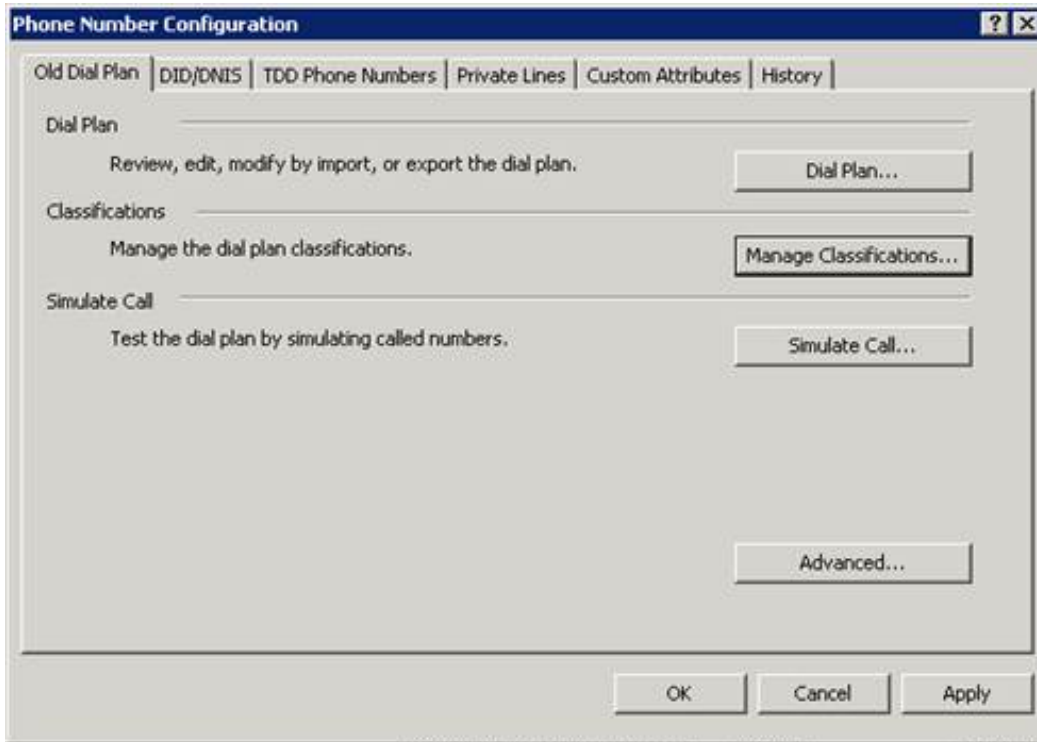 Phone Number Configuration
Old Dial Plan DID/DNIS TDD Phone Numbers Private Lines Custom Attributes History
Dial Plan
Review, edit, modify by import, or export the dial plan. Dial Plan...
Classifications
Manage the dial plan classifications. Manage Classifications...
Simulate Call
Test the dial plan by simulating called numbers. Simulate Call...
Advanced...
OK Cancel Apply